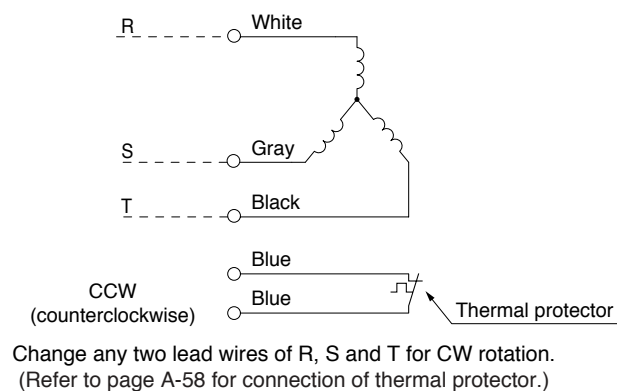 R
White
S
Gray
T
Black
Blue
CCW
(counterclockwise)
Blue
Thermal protector
Change any two lead wires of R, S and T for CW rotation.
(Refer to page A-58 for connection of thermal protector.)